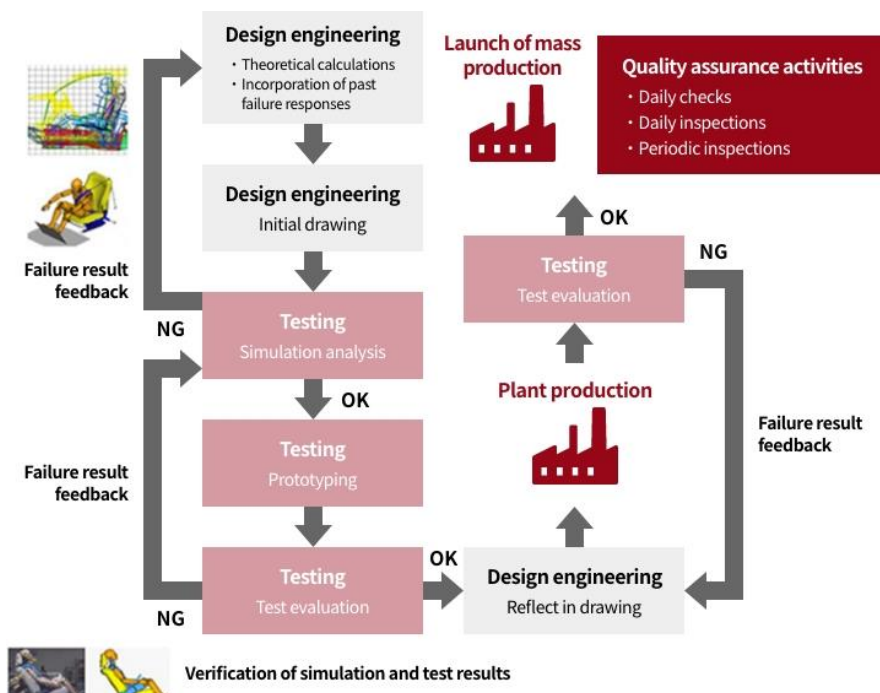 Design engineering
・Theoretical calculations
・Incorporation of past
failure responses
Design engineering
Initial drawing
Failure result
feedback
NG
Testing
Simulation analysis
OK
Testing
Prototyping
Failure result
feedback
Testing
Test evaluation
NG
OK
Design engineering
Reflect in drawing
Plant production
Testing
Test evaluation
OK
NG
Failure result
feedback
Launch of mass
production
Quality assurance activities
・Daily checks
・Daily inspections
・Periodic inspections
Verification of simulation and test results